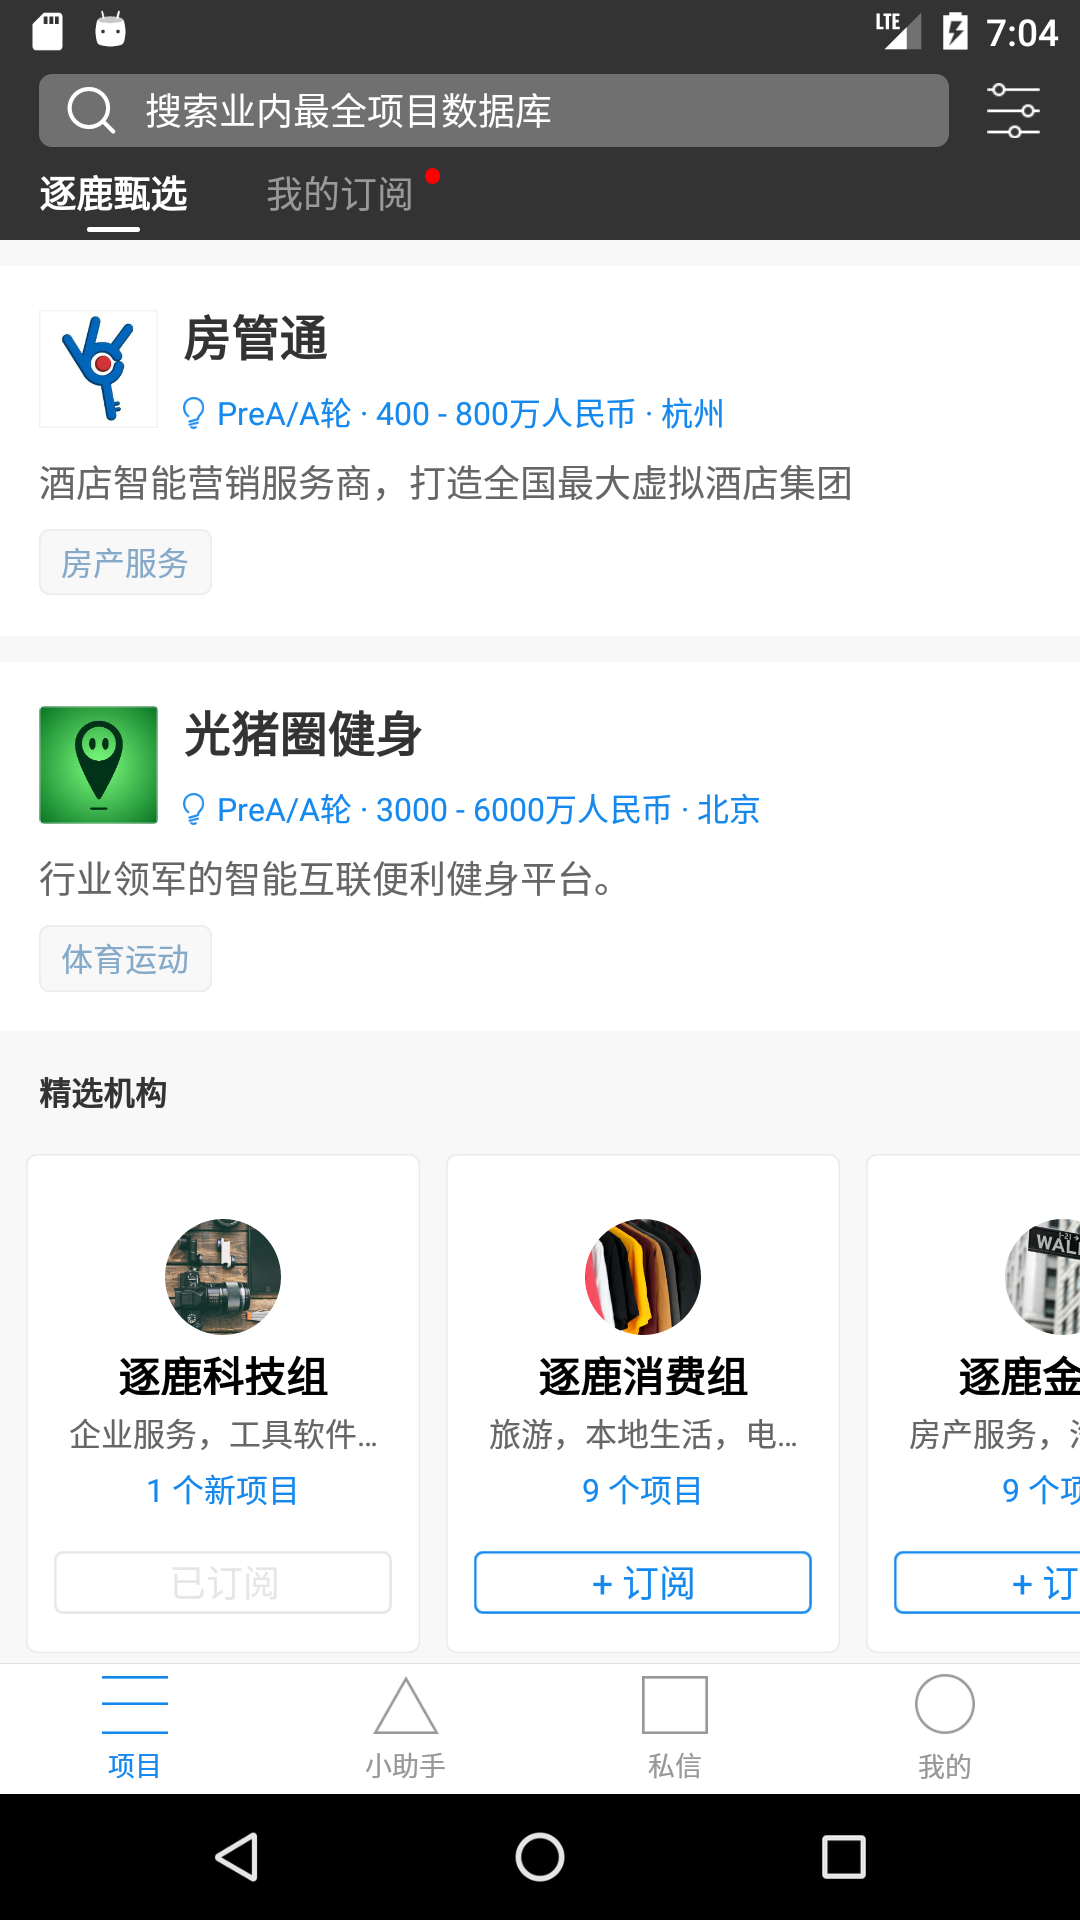 LTE 7:04
搜索业内最全项目数据库
逐鹿甄选 我的订阅
房管通
PreA/A轮 · 400 - 800万人民币 · 杭州
酒店智能营销服务商，打造全国最大虚拟酒店集团
房产服务
光猪圈健身
PreA/A轮 · 3000 - 6000万人民币 · 北京
行业领军的智能互联便利健身平台。
体育运动
精选机构
WALL
逐鹿科技组 逐鹿消费组 逐鹿金
企业服务，工具软件... 旅游，本地生活，电... 房产服务，
1 个新项目 9 个项目 9 个项
已订阅 + 订阅 + 订
项目 小助手 私信 我的